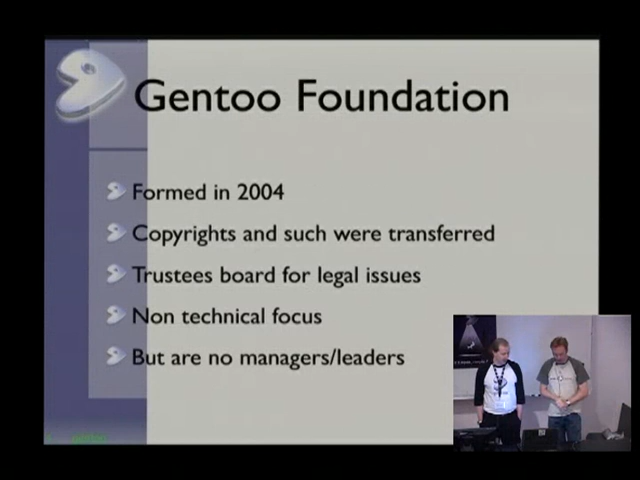 Gentoo Foundation
Formed in 2004
Copyrights and such were transferred
Trustees board for legal issues
Non technical focus
But are no managers/leaders